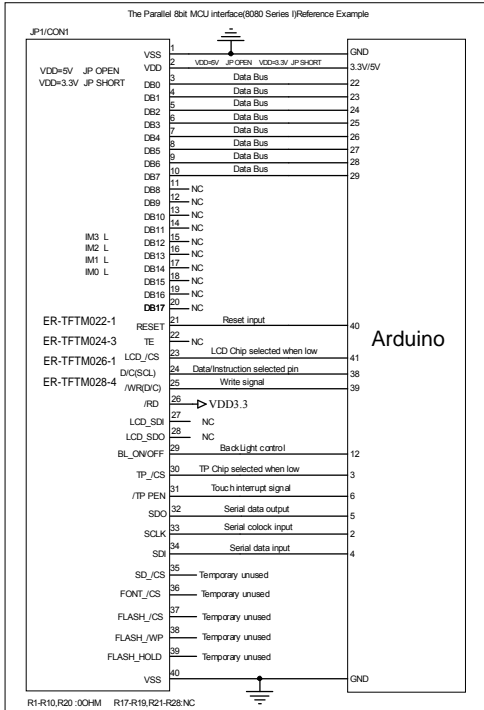 The Parallel 8bit MCU interface(8080 Series I)Reference Example
JP1/CON1
VSS 1 GND
VDD=5V JP OPEN
VDD=3.3V JP SHORT
VDD 2 VDD=5V JP OPEN VDD=3.3V JP SHORT 3.3V/5V
DB0 3 Data Bus 22
DB1 4 Data Bus 23
DB2 5 Data Bus 24
DB3 6 Data Bus 25
DB4 7 Data Bus 26
DB5 8 Data Bus 27
DB6 9 Data Bus 28
DB7 10 Data Bus 29
DB8 11 NC
DB9 12 NC
DB10 13 NC
DB11 14 NC
IM3 L
IM2 L
IM1 L
IM0 L
DB12 15 NC
DB13 16 NC
DB14 17 NC
DB15 18 NC
DB16 19 NC
DB17 20 NC
ER-TFTM022-1
ER-TFTM024-3
ER-TFTM026-1
ER-TFTM028-4
RESET 21 Reset input 40
TE 22 NC
LCD_/CS 23 LCD Chip selected when low 41
D/C(SCL) 24 Data/Instruction selected pin 38
/WR(D/C) 25 Write signal 39
/RD 26 VDD3.3
LCD_SDI 27 NC
LCD_SDO 28 NC
BL_ON/OFF 29 BackLight control 12
TP_/CS 30 TP Chip selected when low 3
/TP PEN 31 Touch interrupt signal 6
SDO 32 Serial data output 5
SCLK 33 Serial colock input 2
SDI 34 Serial data input 4
SD_/CS 35 Temporary unused
FONT_/CS 36 Temporary unused
FLASH_/CS 37 Temporary unused
FLASH_/WP 38 Temporary unused
FLASH_HOLD 39 Temporary unused
VSS 40 GND
Arduino
R1-R10,R20 :0OHM R17-R19,R21-R28:NC